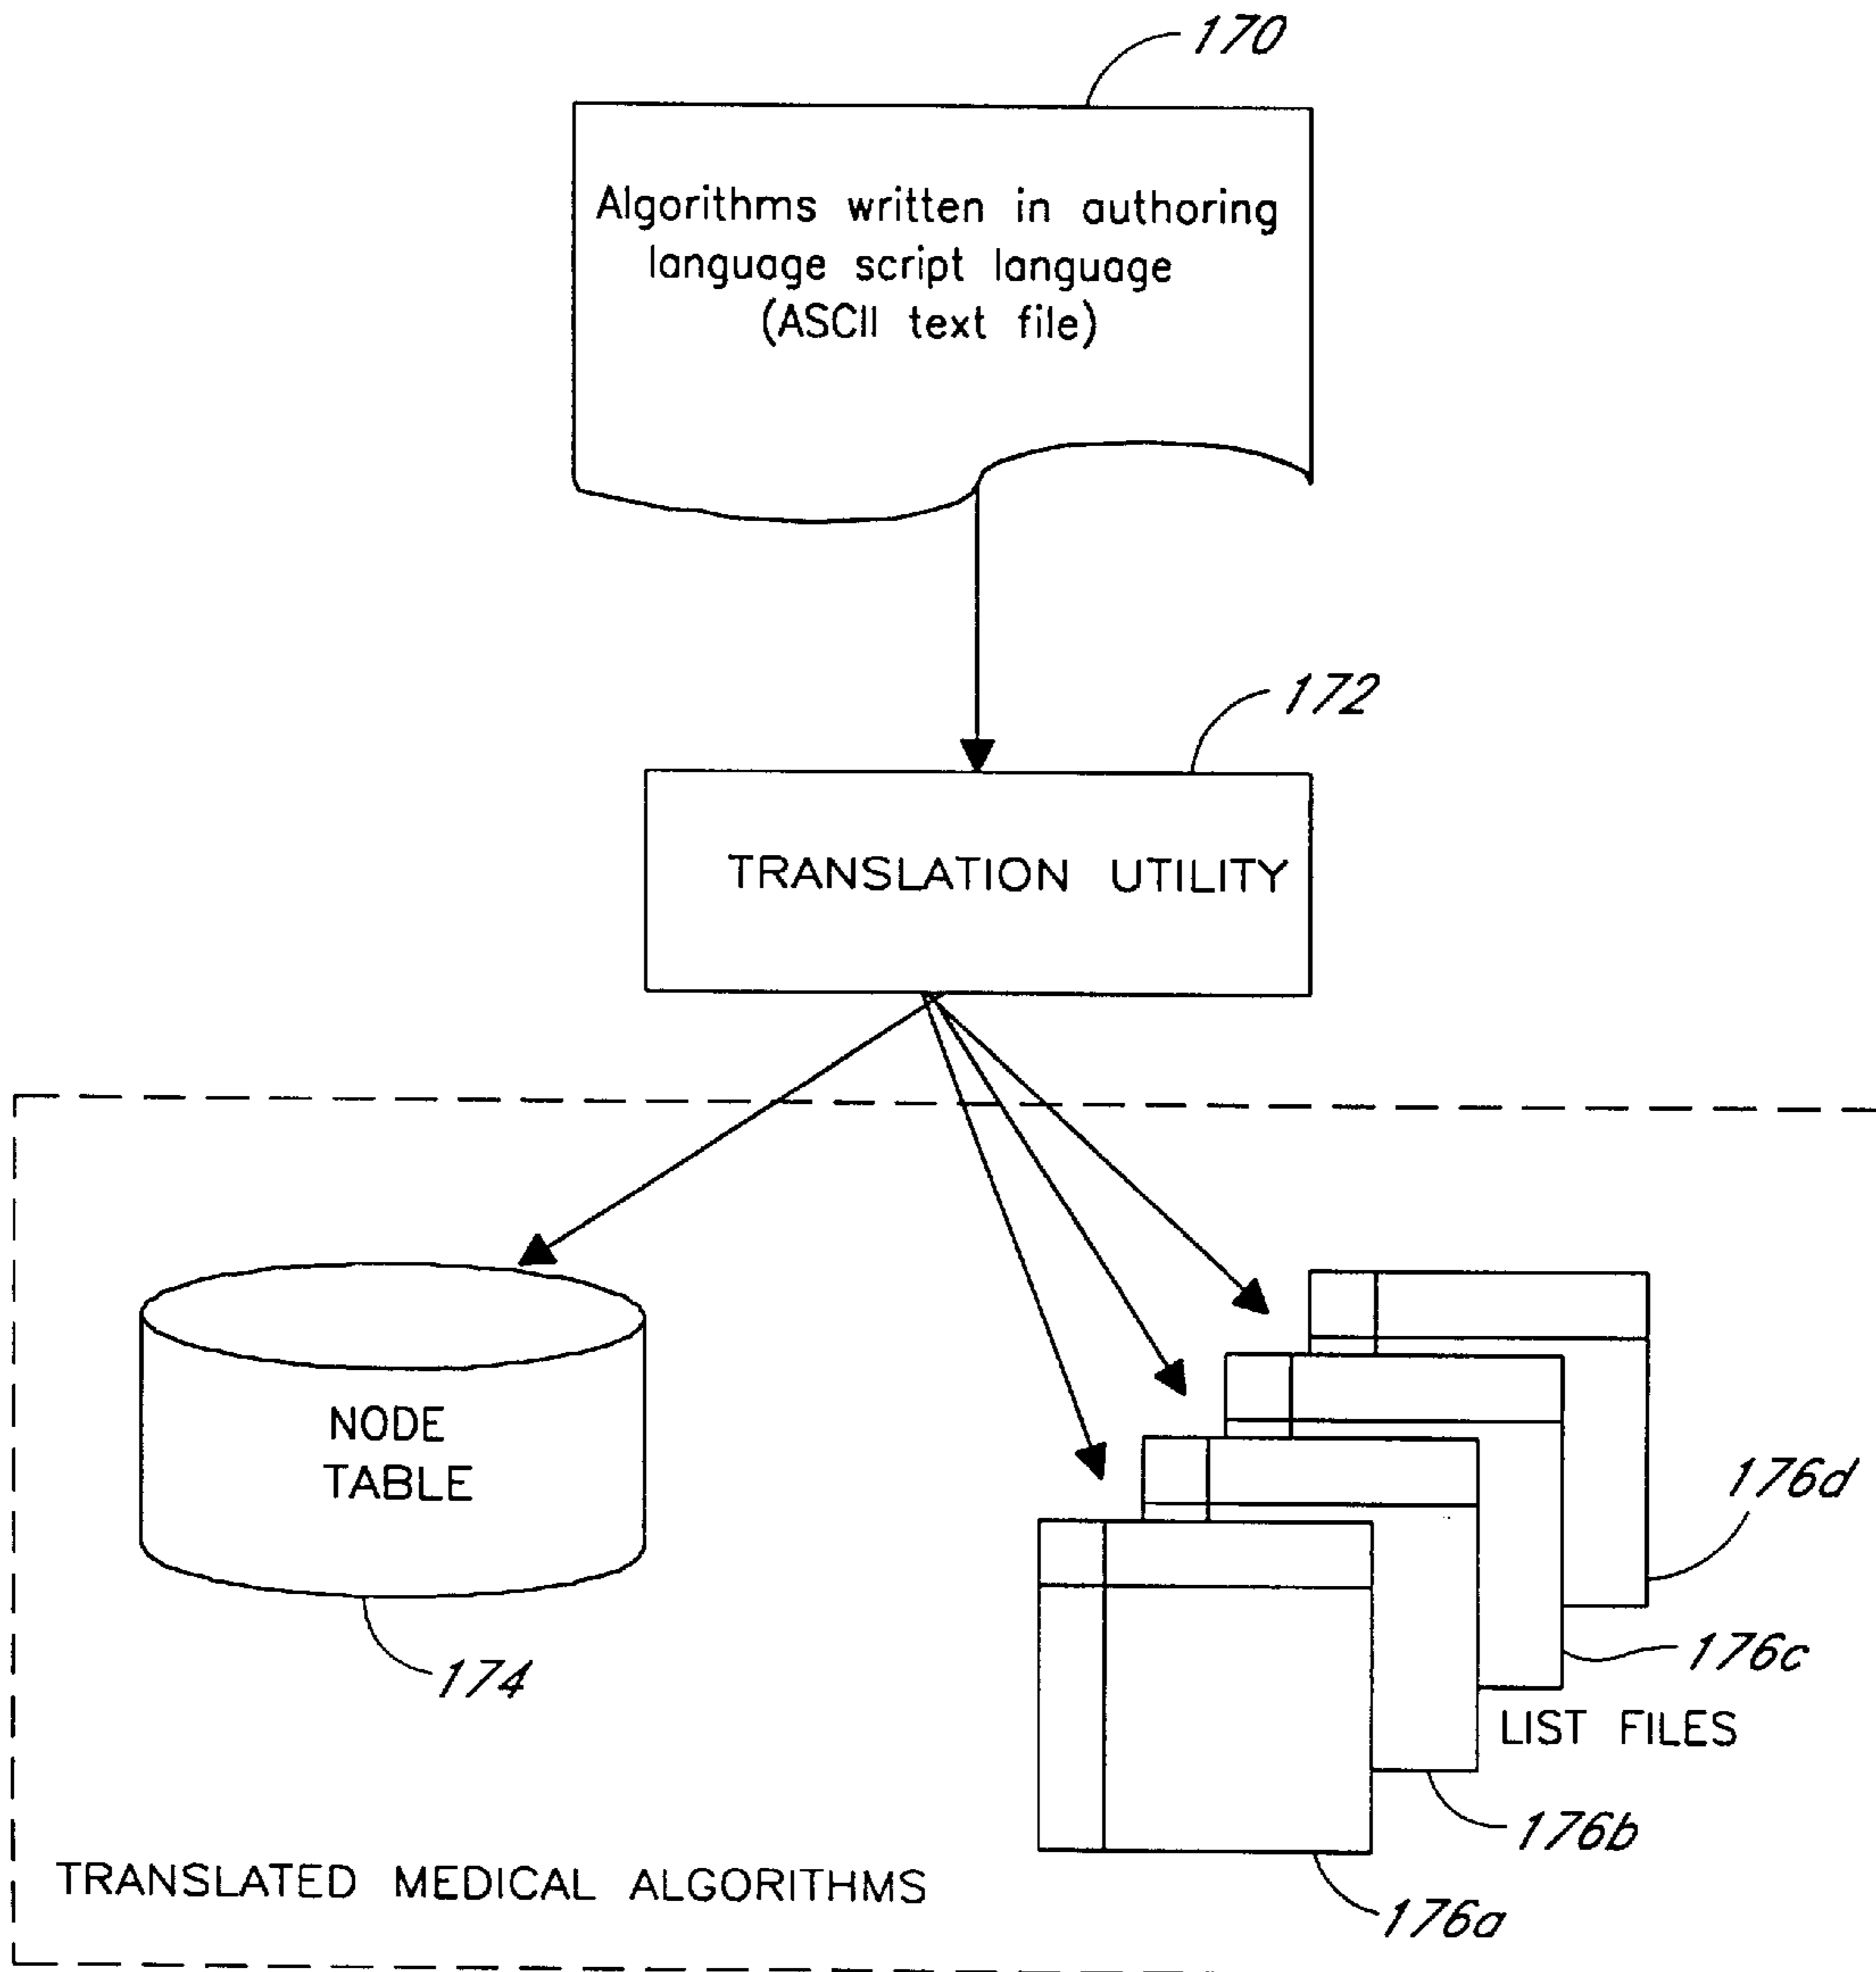 170
Algorithms written in authoring
language script language
(ASCII text file)
172
TRANSLATION UTILITY
NODE
TABLE
174
176d
176c
LIST FILES
176b
176a
TRANSLATED MEDICAL ALGORITHMS